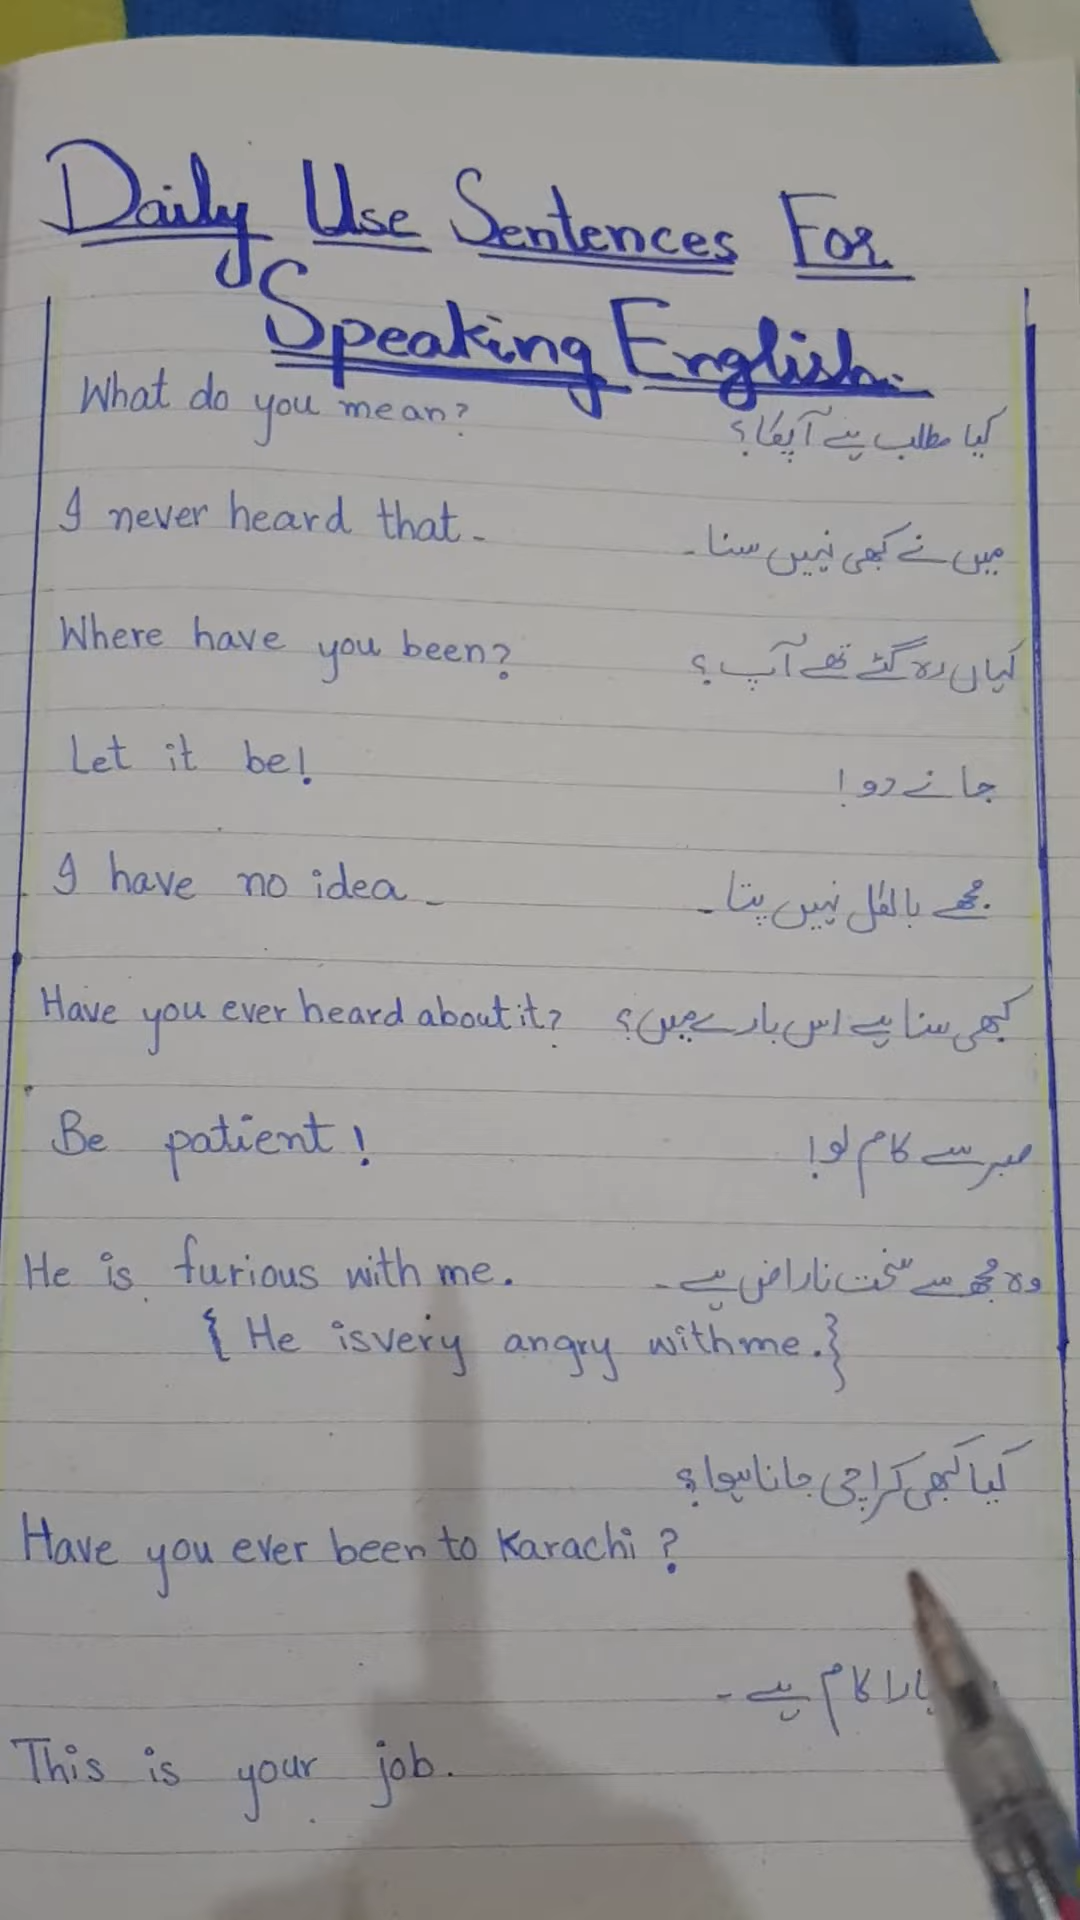 Daily Use Sentences For
Speaking English.
What do you mean? کیا مطلب ہے آپکا؟
I never heard that. میں نے کبھی نہیں سنا۔
Where have you been? کہاں رہ گئے تھے آپ؟
Let it be! جانے دو!
I have no idea. مجھے بالکل نہیں پتا۔
Have you ever heard about it? کبھی سنا ہے اس بارے میں؟
Be patient! صبر سے کام لو!
He is furious with me. وہ مجھ سے سخت ناراض ہے۔
{ He is very angry with me. }
کیا کبھی کراچی جانا ہوا؟
Have you ever been to Karachi?
کام ہے۔
This is your job.